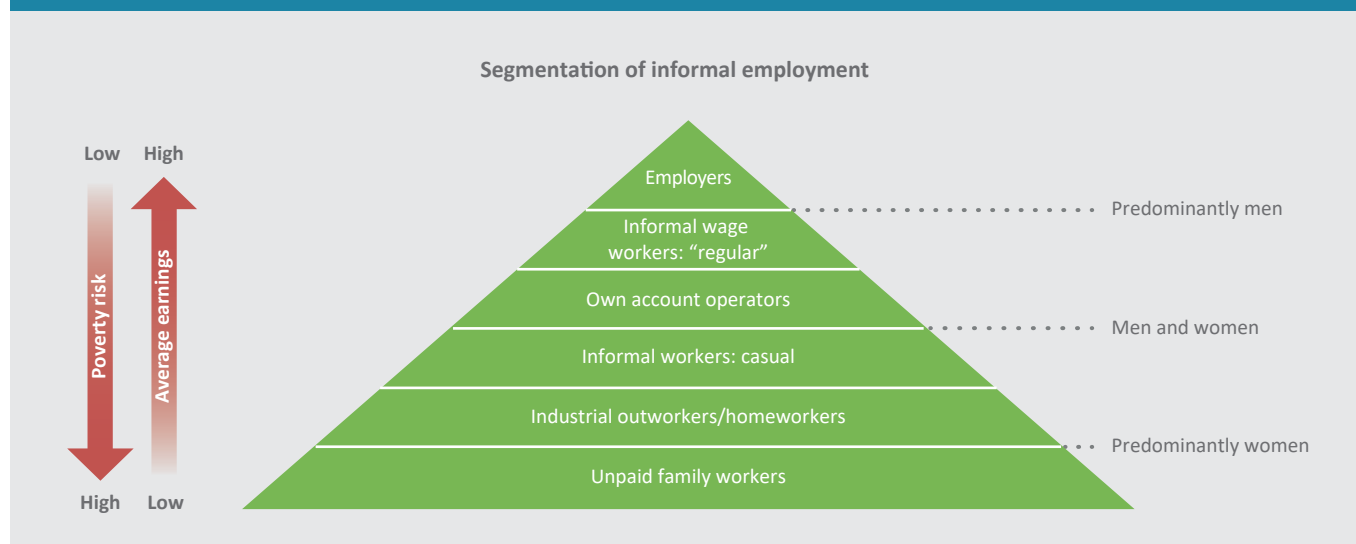 Segmentation of informal employment
Low High
Poverty risk
Average earnings
High Low
Employers
Informal wage
workers: “regular”
Own account operators
Informal workers: casual
Industrial outworkers/homeworkers
Unpaid family workers
Predominantly men
Men and women
Predominantly women